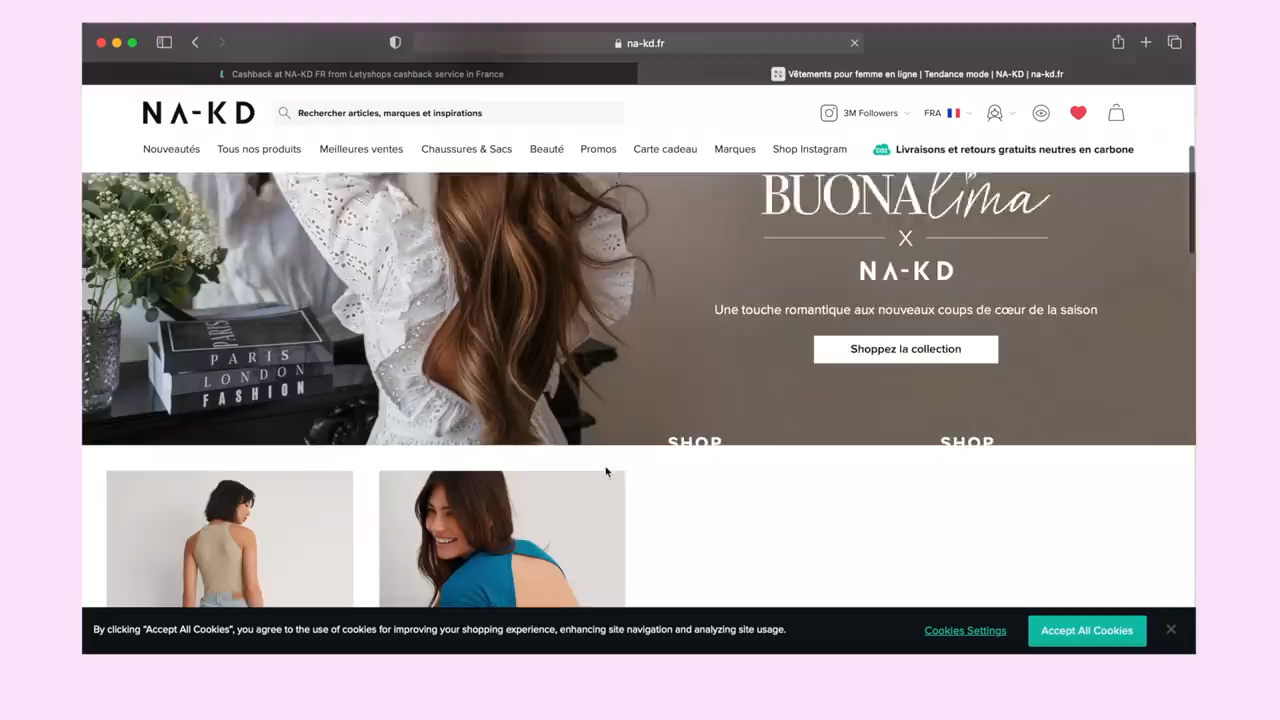 na-kd.fr
Cashback at NA-KD FR from Letyshops cashback service in France
Vêtements pour femme en ligne | Tendance mode | NA-KD | na-kd.fr
NA-KD
Rechercher articles, marques et inspirations
3M Followers
FRA
Nouveautés
Tous nos produits
Meilleures ventes
Chaussures & Sacs
Beauté
Promos
Carte cadeau
Marques
Shop Instagram
CO2
Livraisons et retours gratuits neutres en carbone
BUONAlima
X
NA-KD
Une touche romantique aux nouveaux coups de cœur de la saison
Shoppez la collection
PARIS
PARIS
LONDON
FASHION
SHOP
SHOP
By clicking “Accept All Cookies”, you agree to the use of cookies for improving your shopping experience, enhancing site navigation and analyzing site usage.
Cookies Settings
Accept All Cookies